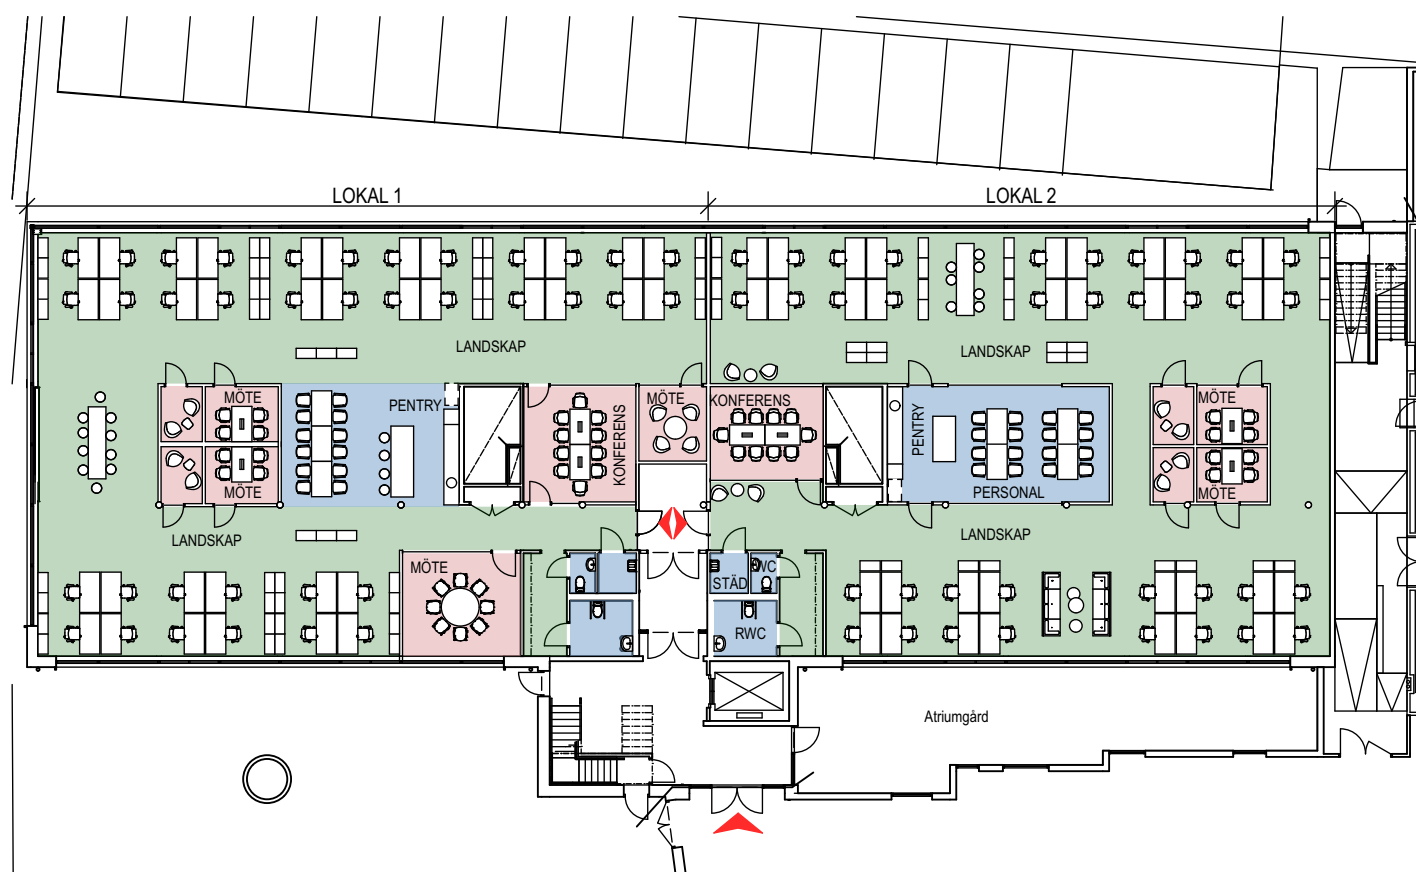 LOKAL 1
LOKAL 2
LANDSKAP
LANDSKAP
MÖTE
PENTRY
KONFERENS
MÖTE
KONFERENS
PENTRY
MÖTE
MÖTE
PERSONAL
MÖTE
LANDSKAP
LANDSKAP
MÖTE
WC
STÄD
RWC
Atriumgård